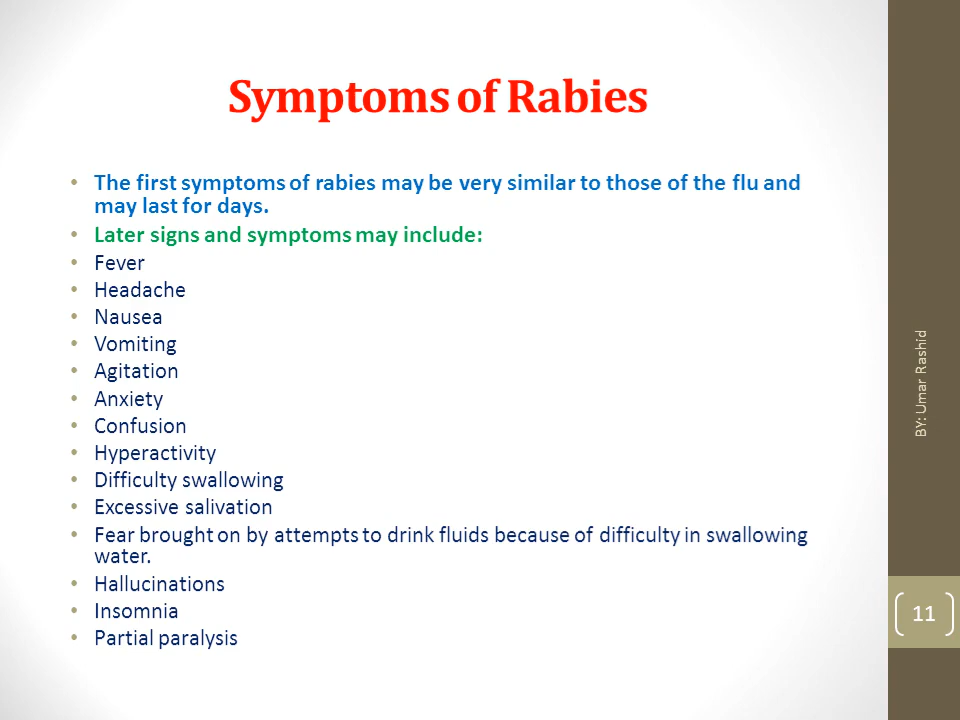 Symptoms of Rabies
• The first symptoms of rabies may be very similar to those of the flu and
may last for days.
• Later signs and symptoms may include:
• Fever
• Headache
• Nausea
• Vomiting
• Agitation
• Anxiety
• Confusion
• Hyperactivity
• Difficulty swallowing
• Excessive salivation
• Fear brought on by attempts to drink fluids because of difficulty in swallowing
water.
• Hallucinations
• Insomnia
• Partial paralysis
BY: Umar Rashid
11